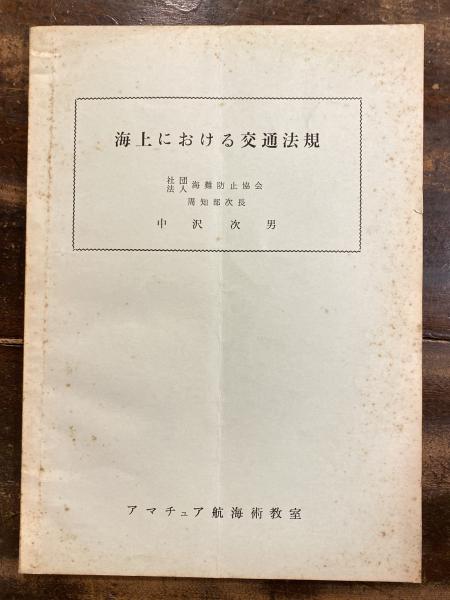 海上における交通法規
社団法人 海難防止協会
周知部次長
中沢次男
アマチュア航海術教室